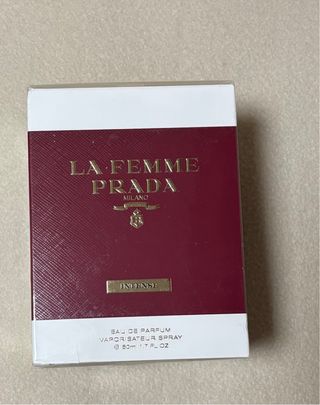 LA·FEMME
PRADA
MILANO
INTENSE
EAU DE PARFUM
VAPORISATEUR SPRAY
℮ 50ml 1.7 FL.OZ